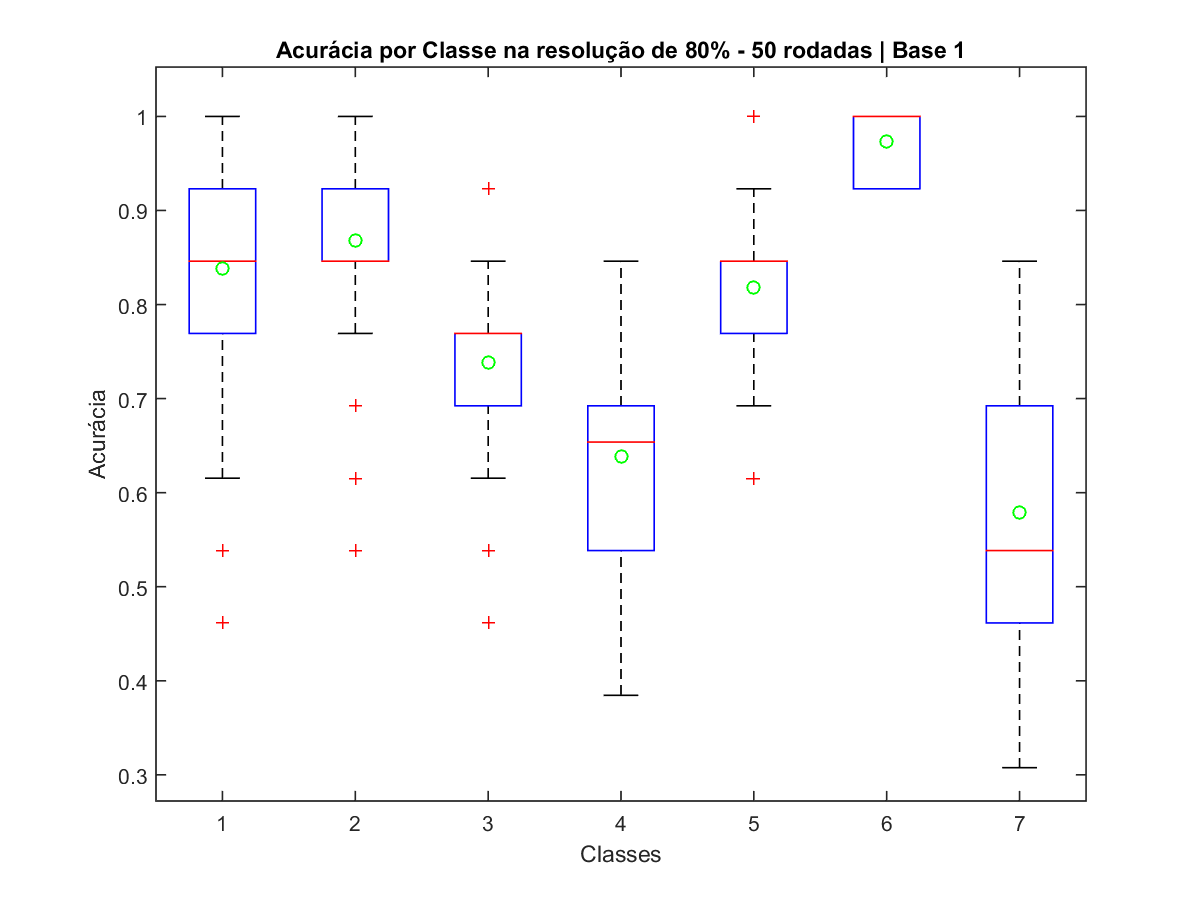 Acurácia por Classe na resolução de 80% - 50 rodadas | Base 1
1
0.9
0.8
0.7
0.6
0.5
0.4
0.3
Acurácia
1 2 3 4 5 6 7
Classes